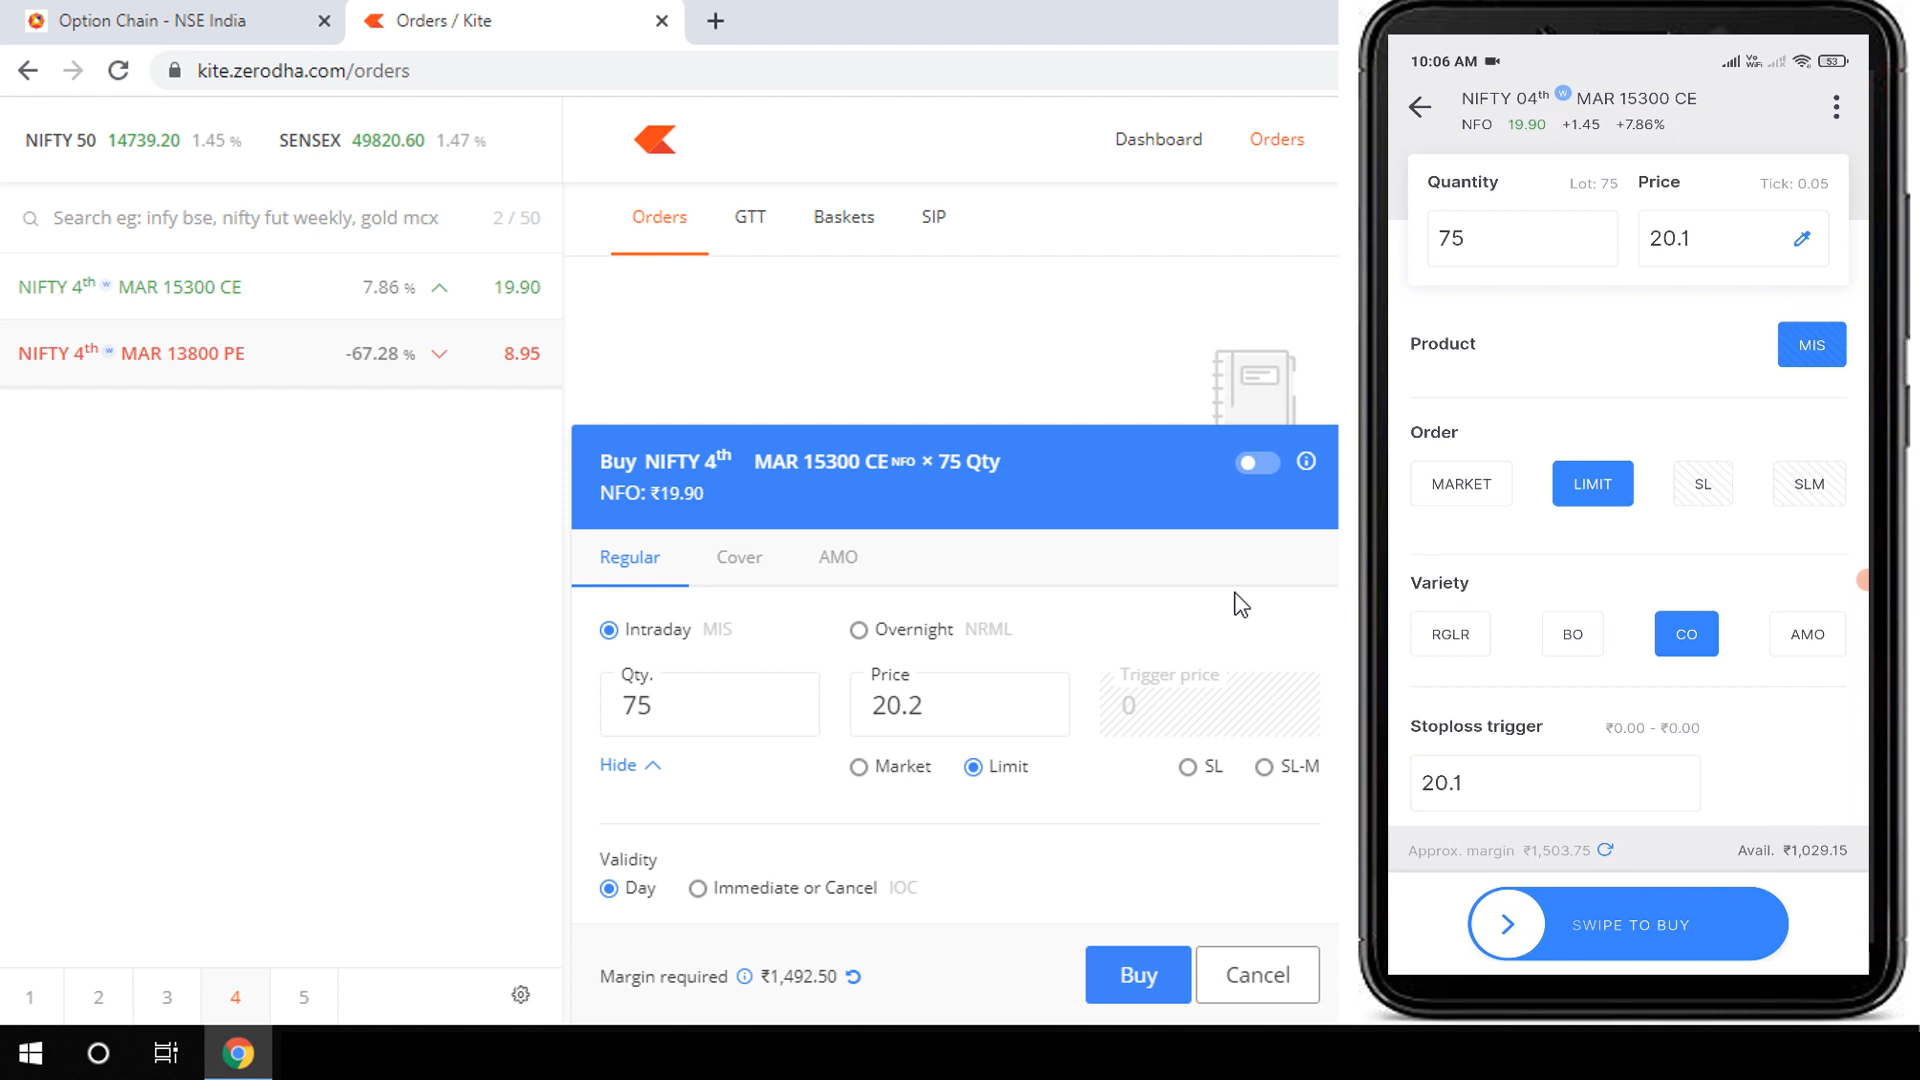 Option Chain - NSE India
Orders / Kite
kite.zerodha.com/orders
NIFTY 50 14739.20 1.45 % SENSEX 49820.60 1.47 %
Dashboard Orders
Search eg: infy bse, nifty fut weekly, gold mcx 2 / 50
Orders GTT Baskets SIP
NIFTY 4th w MAR 15300 CE 7.86 % 19.90
NIFTY 4th w MAR 13800 PE -67.28 % 8.95
Buy NIFTY 4th MAR 15300 CE NFO × 75 Qty
NFO: ₹19.90
Regular Cover AMO
Intraday MIS Overnight NRML
Qty. Price Trigger price
75 20.2 0
Hide Market Limit SL SL-M
Validity
Day Immediate or Cancel IOC
Margin required ₹1,492.50 Buy Cancel
1 2 3 4 5
10:06 AM Vo WiFi 53
NIFTY 04th W MAR 15300 CE
NFO 19.90 +1.45 +7.86%
Quantity Lot: 75 Price Tick: 0.05
75 20.1
Product MIS
Order
MARKET LIMIT SL SLM
Variety
RGLR BO CO AMO
Stoploss trigger ₹0.00 - ₹0.00
20.1
Approx. margin ₹1,503.75 Avail. ₹1,029.15
SWIPE TO BUY